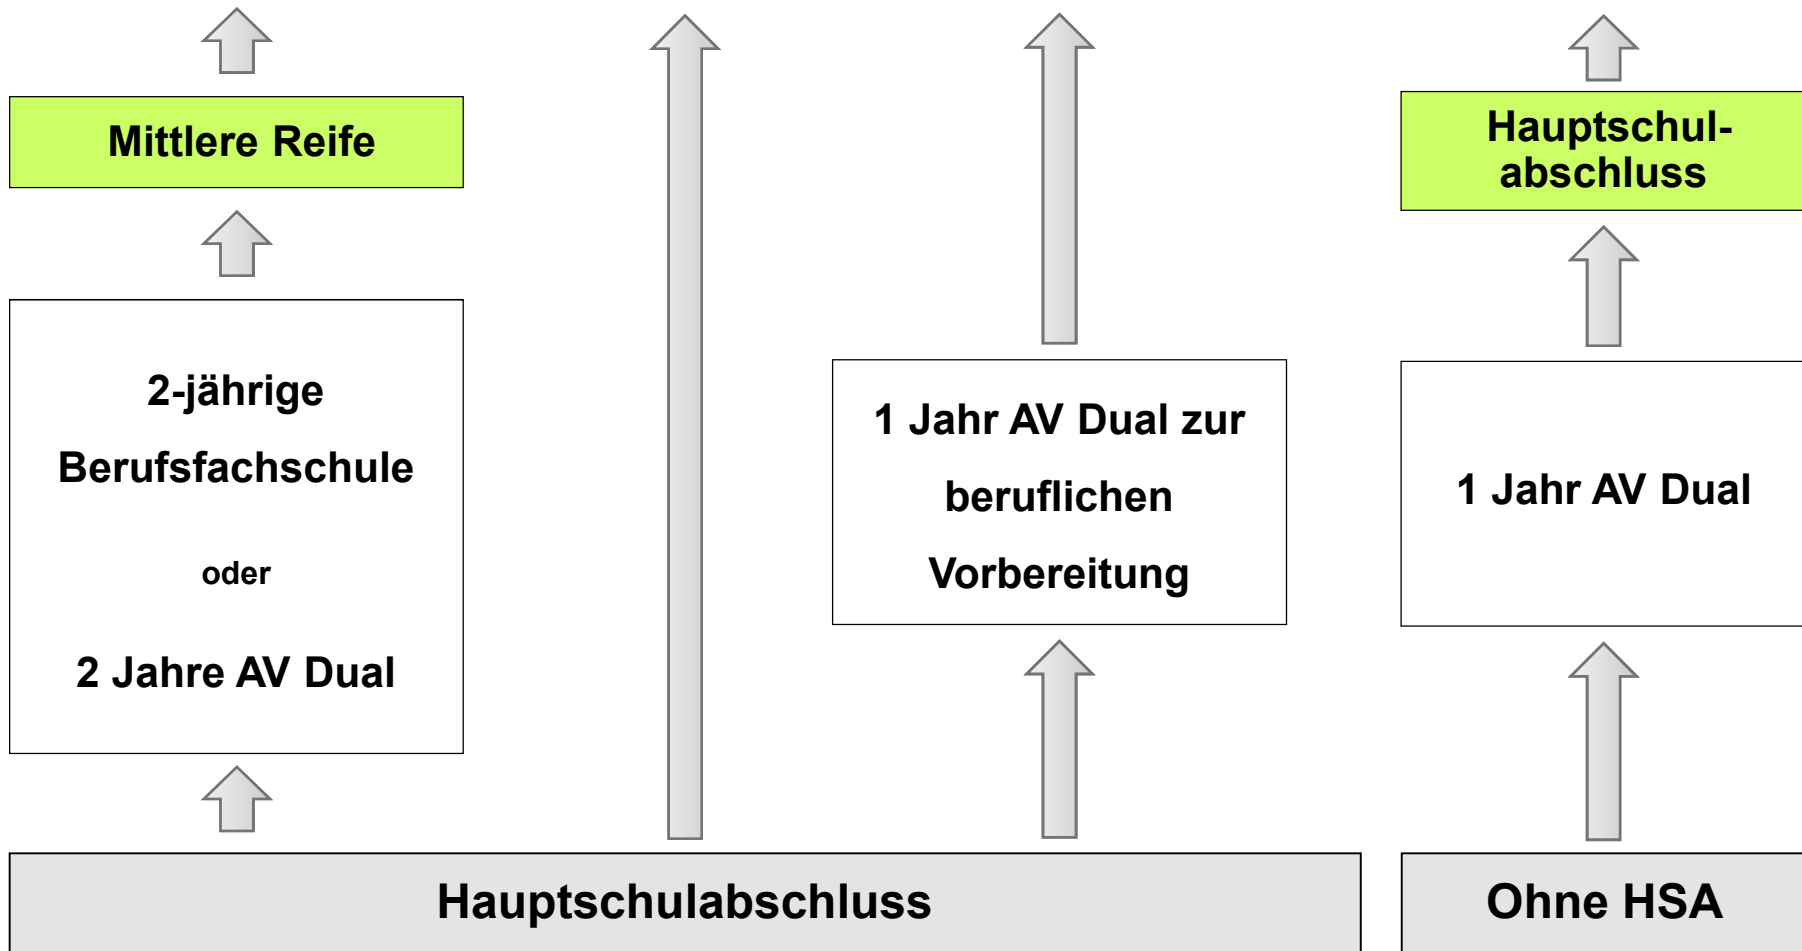 Mittlere Reife
Hauptschul-
abschluss
2-jährige
Berufsfachschule
oder
2 Jahre AV Dual
1 Jahr AV Dual zur
beruflichen
Vorbereitung
1 Jahr AV Dual
Hauptschulabschluss
Ohne HSA